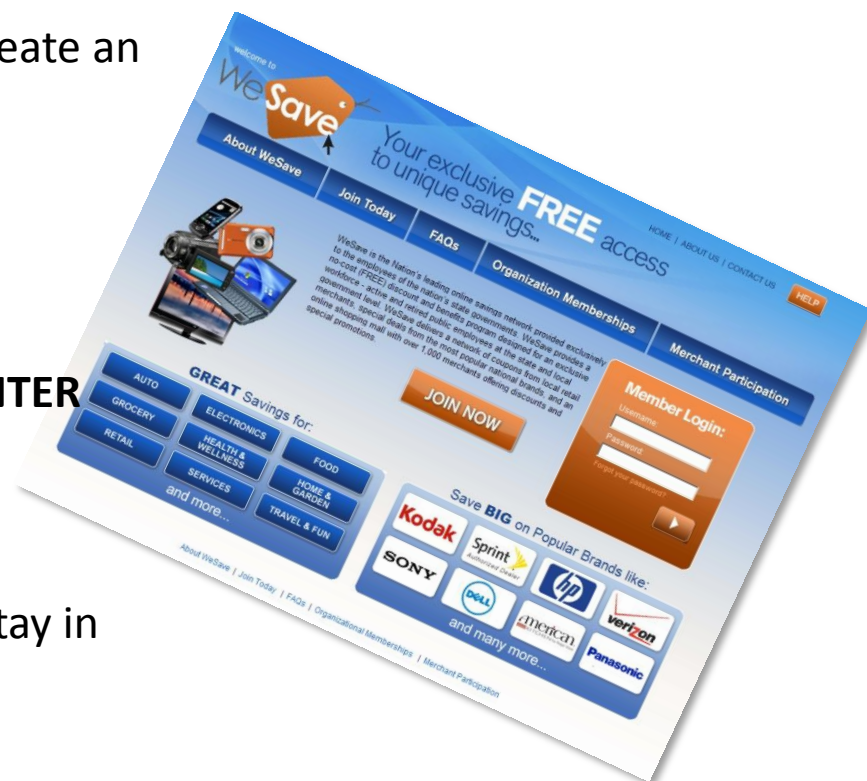 reate an
welcome to
WeSave
Your exclusive FREE access
to unique savings...
HOME | ABOUT US | CONTACT US
HELP
About WeSave
Join Today
FAQs
Organization Memberships
Merchant Participation
WeSave is the Nation's leading online savings network provided exclusively
to the employees of the nation's state governments. WeSave provides a
no-cost (FREE) discount and benefits program designed for an exclusive
workforce - active and retired public employees at the state and local
government level. WeSave delivers a network of coupons from local retail
merchants, special deals from the most popular national brands, and an
online shopping mall with over 1,000 merchants offering discounts and
special promotions.
JOIN NOW
Member Login:
Username
Password
Forgot your password?
NTER
GREAT Savings for:
AUTO
ELECTRONICS
FOOD
GROCERY
HEALTH &
WELLNESS
HOME &
GARDEN
RETAIL
SERVICES
TRAVEL & FUN
and more...
Save BIG on Popular Brands like:
Kodak
Sprint
Authorized Dealer
hp
verizon
SONY
DELL
american
Panasonic
and many more...
tay in
About WeSave | Join Today | FAQs | Organizational Memberships | Merchant Participation